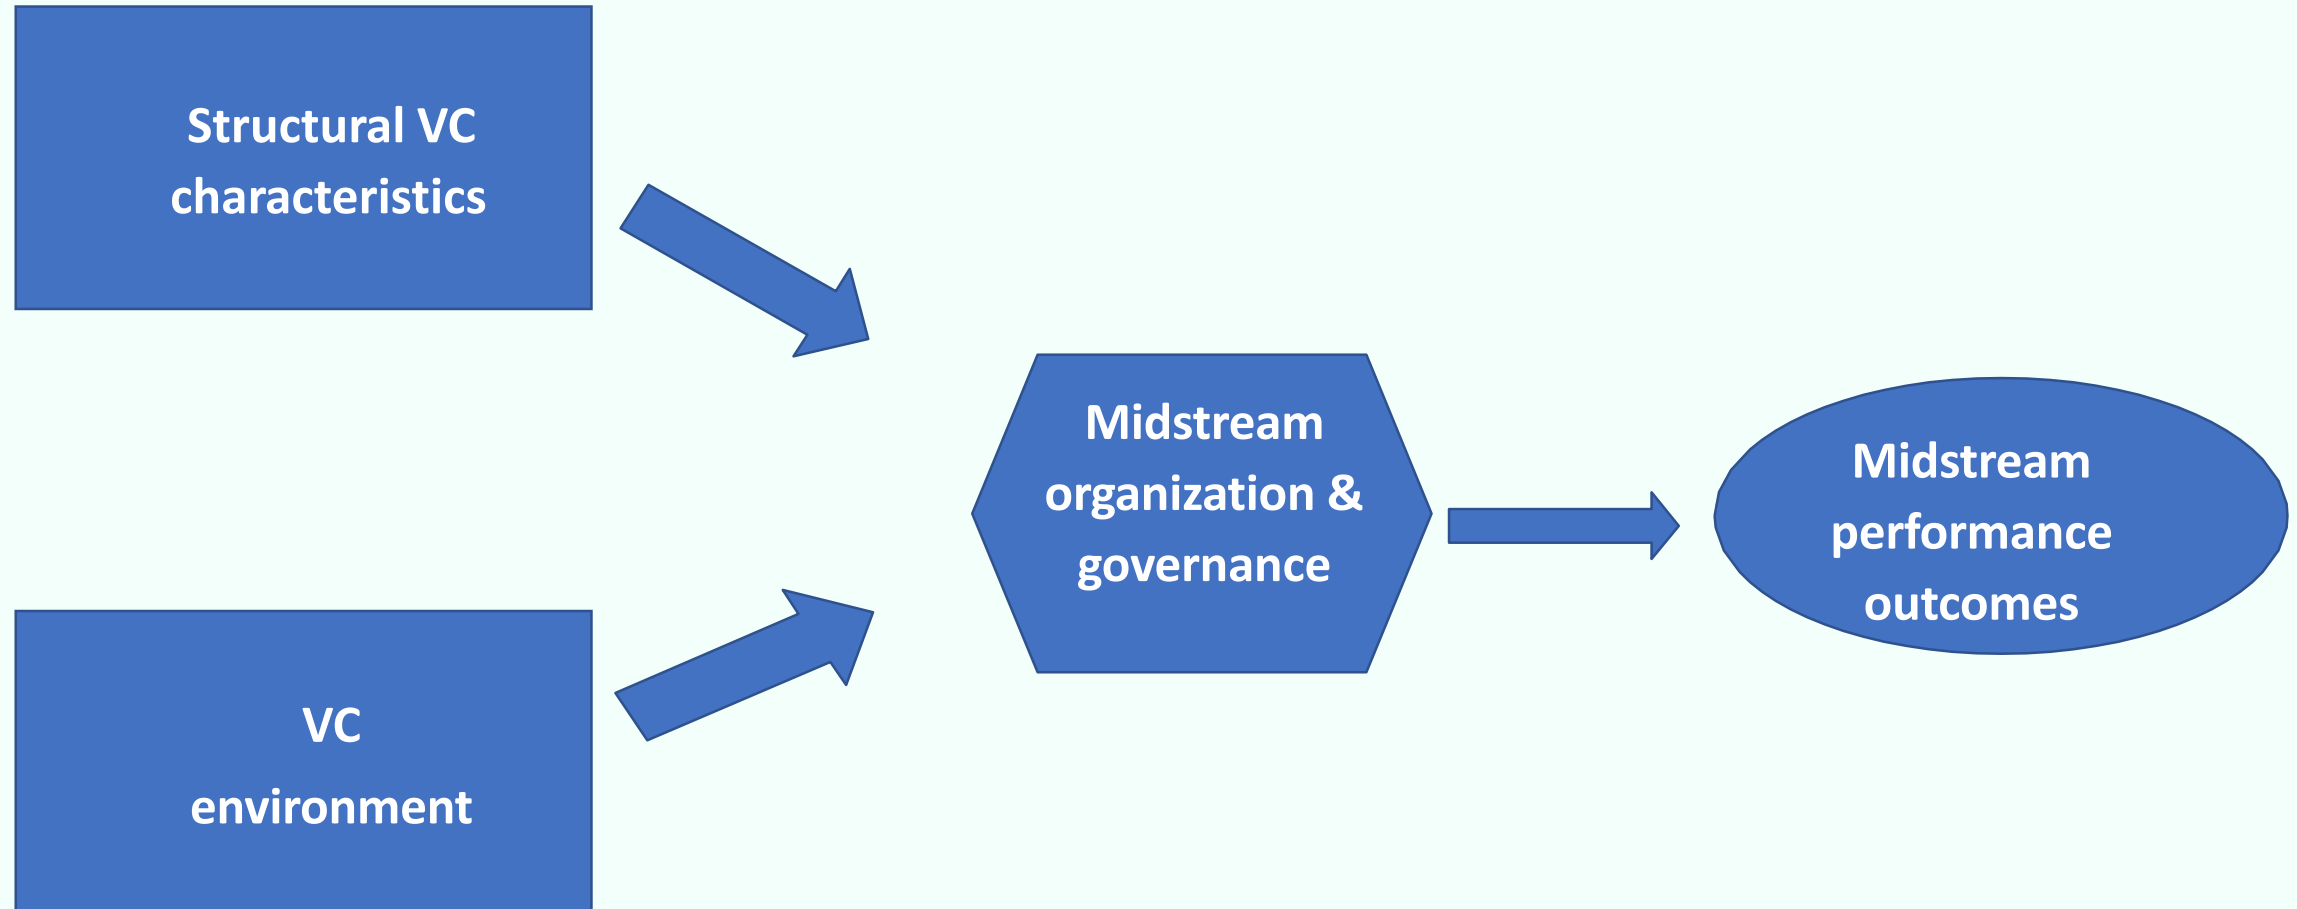 Structural VC
characteristics
VC
environment
Midstream
organization &
governance
Midstream
performance
outcomes